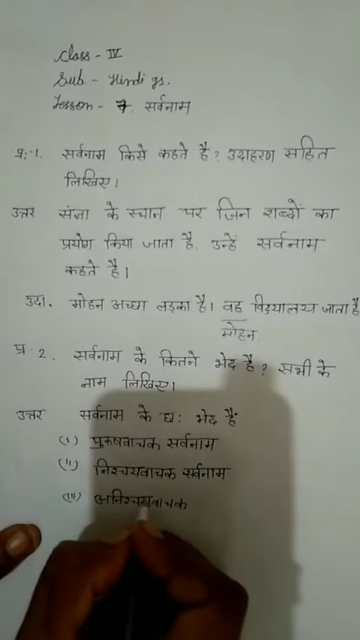 Class - IV
Sub. - Hindi gr.
Lesson - 7. सर्वनाम
प्र:-1. सर्वनाम किसे कहते है? उदाहरण सहित
लिखिए।
उत्तर संज्ञा के स्थान पर जिन शब्दों का
प्रयोग किया जाता है, उन्हें सर्वनाम
कहते है।
उदा. मोहन अच्छा लड़का है। वह विद्यालय जाता है
मोहन
प्र: 2. सर्वनाम के कितने भेद है? सभी के
नाम लिखिए।
उत्तर सर्वनाम के छ: भेद हैं
(i) पुरुषवाचक सर्वनाम
(ii) निश्चयवाचक सर्वनाम
(iii) अनिश्चयवाचक